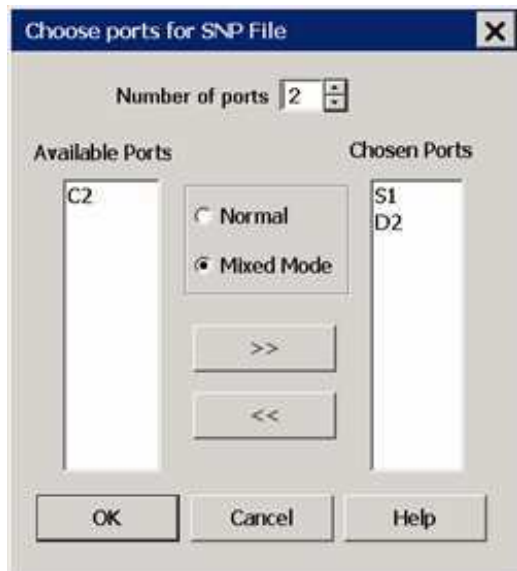 Choose ports for SNP File
Number of ports 2
Available Ports
Chosen Ports
C2
Normal
Mixed Mode
S1
D2
>>
<<
OK
Cancel
Help